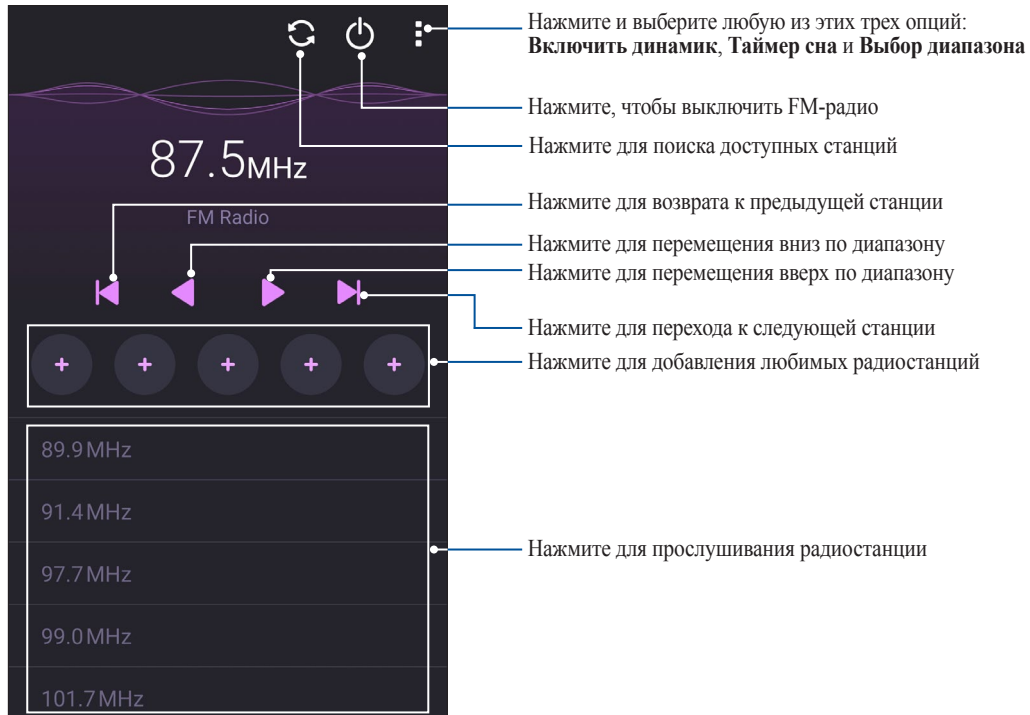 Нажмите и выберите любую из этих трех опций:
Включить динамик, Таймер сна и Выбор диапазона
Нажмите, чтобы выключить FM-радио
Нажмите для поиска доступных станций
87.5MHz
FM Radio
Нажмите для возврата к предыдущей станции
Нажмите для перемещения вниз по диапазону
Нажмите для перемещения вверх по диапазону
Нажмите для перехода к следующей станции
Нажмите для добавления любимых радиостанций
+ + + + +
89.9MHz
91.4MHz
Нажмите для прослушивания радиостанции
97.7MHz
99.0MHz
101.7MHz